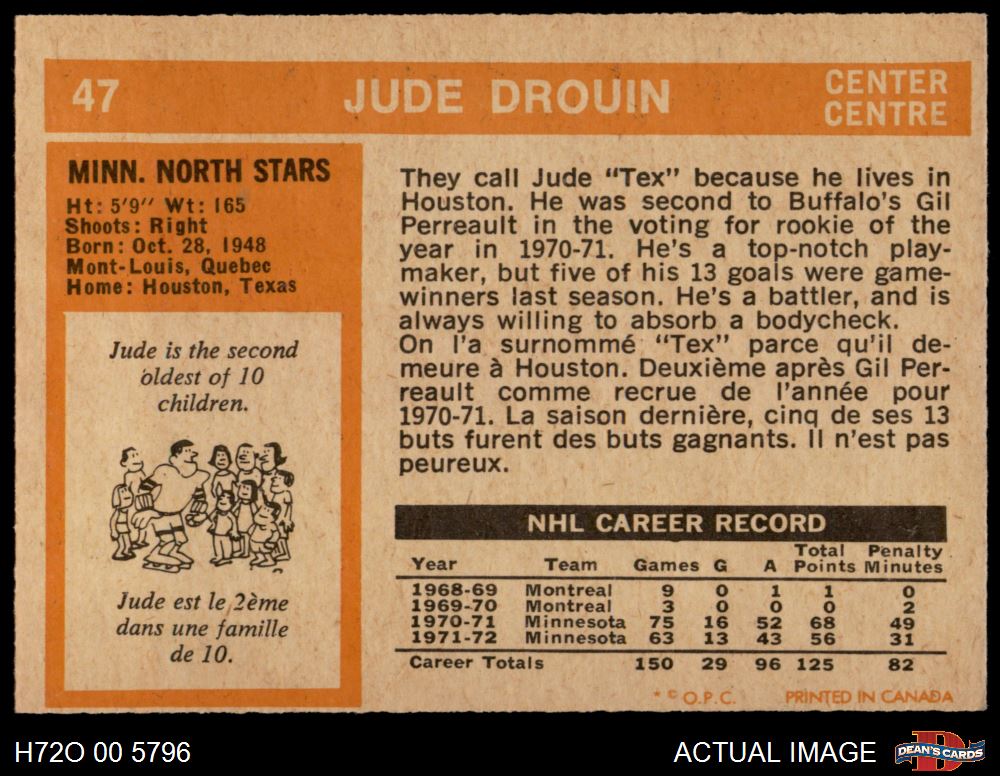 47
JUDE DROUIN
CENTER
CENTRE
MINN. NORTH STARS
Ht: 5'9″ Wt: 165
Shoots: Right
Born: Oct. 28, 1948
Mont-Louis, Quebec
Home: Houston, Texas
Jude is the second
oldest of 10
children.
Jude est le 2ème
dans une famille
de 10.
They call Jude "Tex" because he lives in
Houston. He was second to Buffalo's Gil
Perreault in the voting for rookie of the
year in 1970-71. He's a top-notch play-
maker, but five of his 13 goals were game-
winners last season. He's a battler, and is
always willing to absorb a bodycheck.
On l'a surnommé "Tex" parce qu'il de-
meure à Houston. Deuxième après Gil Per-
reault comme recrue de l'année pour
1970-71. La saison dernière, cinq de ses 13
buts furent des buts gagnants. Il n'est pas
peureux.
NHL CAREER RECORD
Year Team Games G A Total Points Penalty Minutes
1968-69 Montreal 9 0 1 1 0
1969-70 Montreal 3 0 0 0 2
1970-71 Minnesota 75 16 52 68 49
1971-72 Minnesota 63 13 43 56 31
Career Totals 150 29 96 125 82
* © O.P.C. PRINTED IN CANADA
H72O 00 5796
ACTUAL IMAGE
D
DEAN'S CARDS